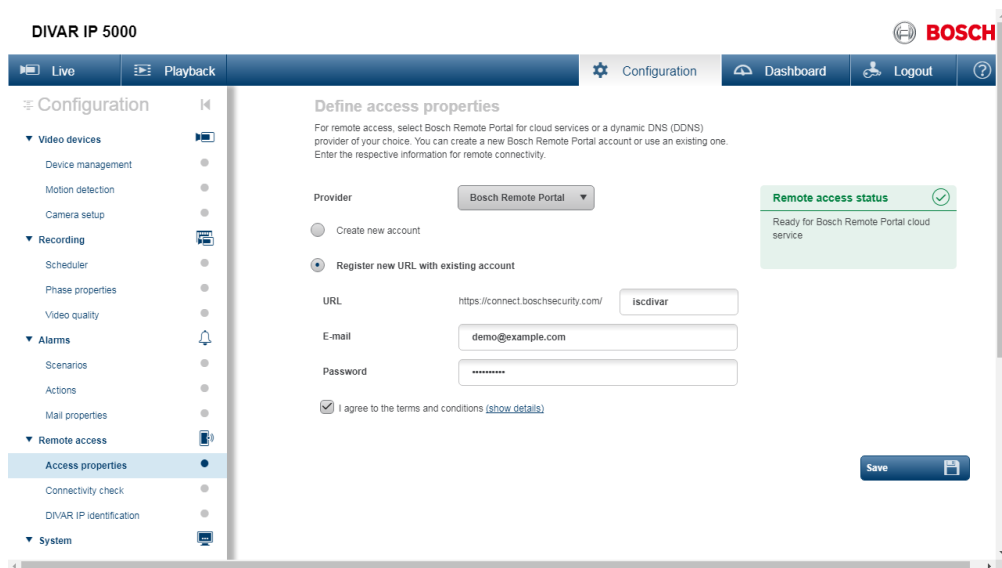 DIVAR IP 5000
BOSCH
Live
Playback
Configuration
Dashboard
Logout
?
Configuration
Video devices
Device management
Motion detection
Camera setup
Recording
Scheduler
Phase properties
Video quality
Alarms
Scenarios
Actions
Mail properties
Remote access
Access properties
Connectivity check
DIVAR IP identification
System
Define access properties
For remote access, select Bosch Remote Portal for cloud services or a dynamic DNS (DDNS)
provider of your choice. You can create a new Bosch Remote Portal account or use an existing one.
Enter the respective information for remote connectivity.
Provider
Bosch Remote Portal
Create new account
Register new URL with existing account
URL
https://connect.boschsecurity.com/
iscdivar
E-mail
demo@example.com
Password
••••••••••
I agree to the terms and conditions (show details)
Remote access status
Ready for Bosch Remote Portal cloud
service
Save